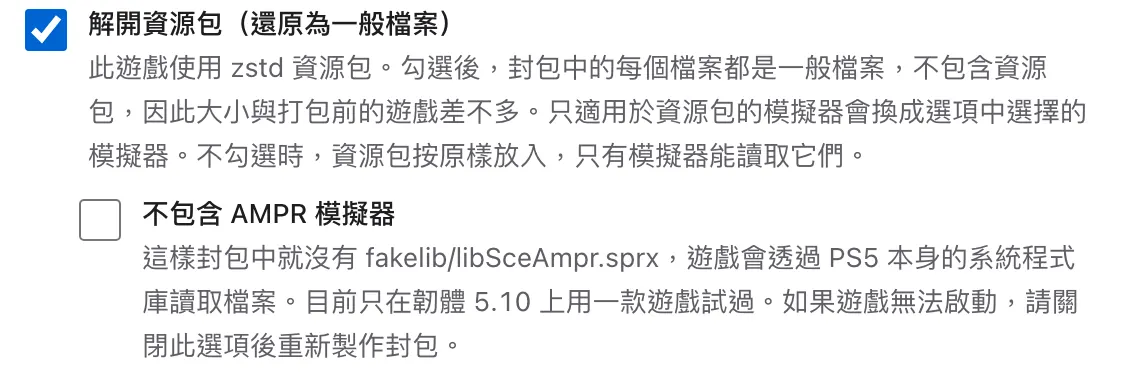 解開資源包（還原為一般檔案）
此遊戲使用 zstd 資源包。勾選後，封包中的每個檔案都是一般檔案，不包含資源
包，因此大小與打包前的遊戲差不多。只適用於資源包的模擬器會換成選項中選擇的
模擬器。不勾選時，資源包按原樣放入，只有模擬器能讀取它們。
不包含 AMPR 模擬器
這樣封包中就沒有 fakelib/libSceAmpr.sprx，遊戲會透過 PS5 本身的系統程式
庫讀取檔案。目前只在韌體 5.10 上用一款遊戲試過。如果遊戲無法啟動，請關
閉此選項後重新製作封包。